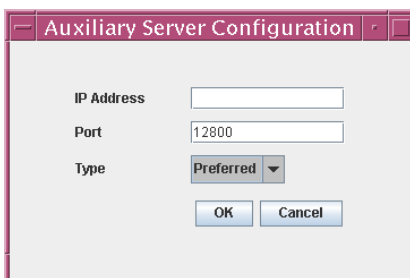 Auxiliary Server Configuration
IP Address
Port 12800
Type Preferred
OK Cancel